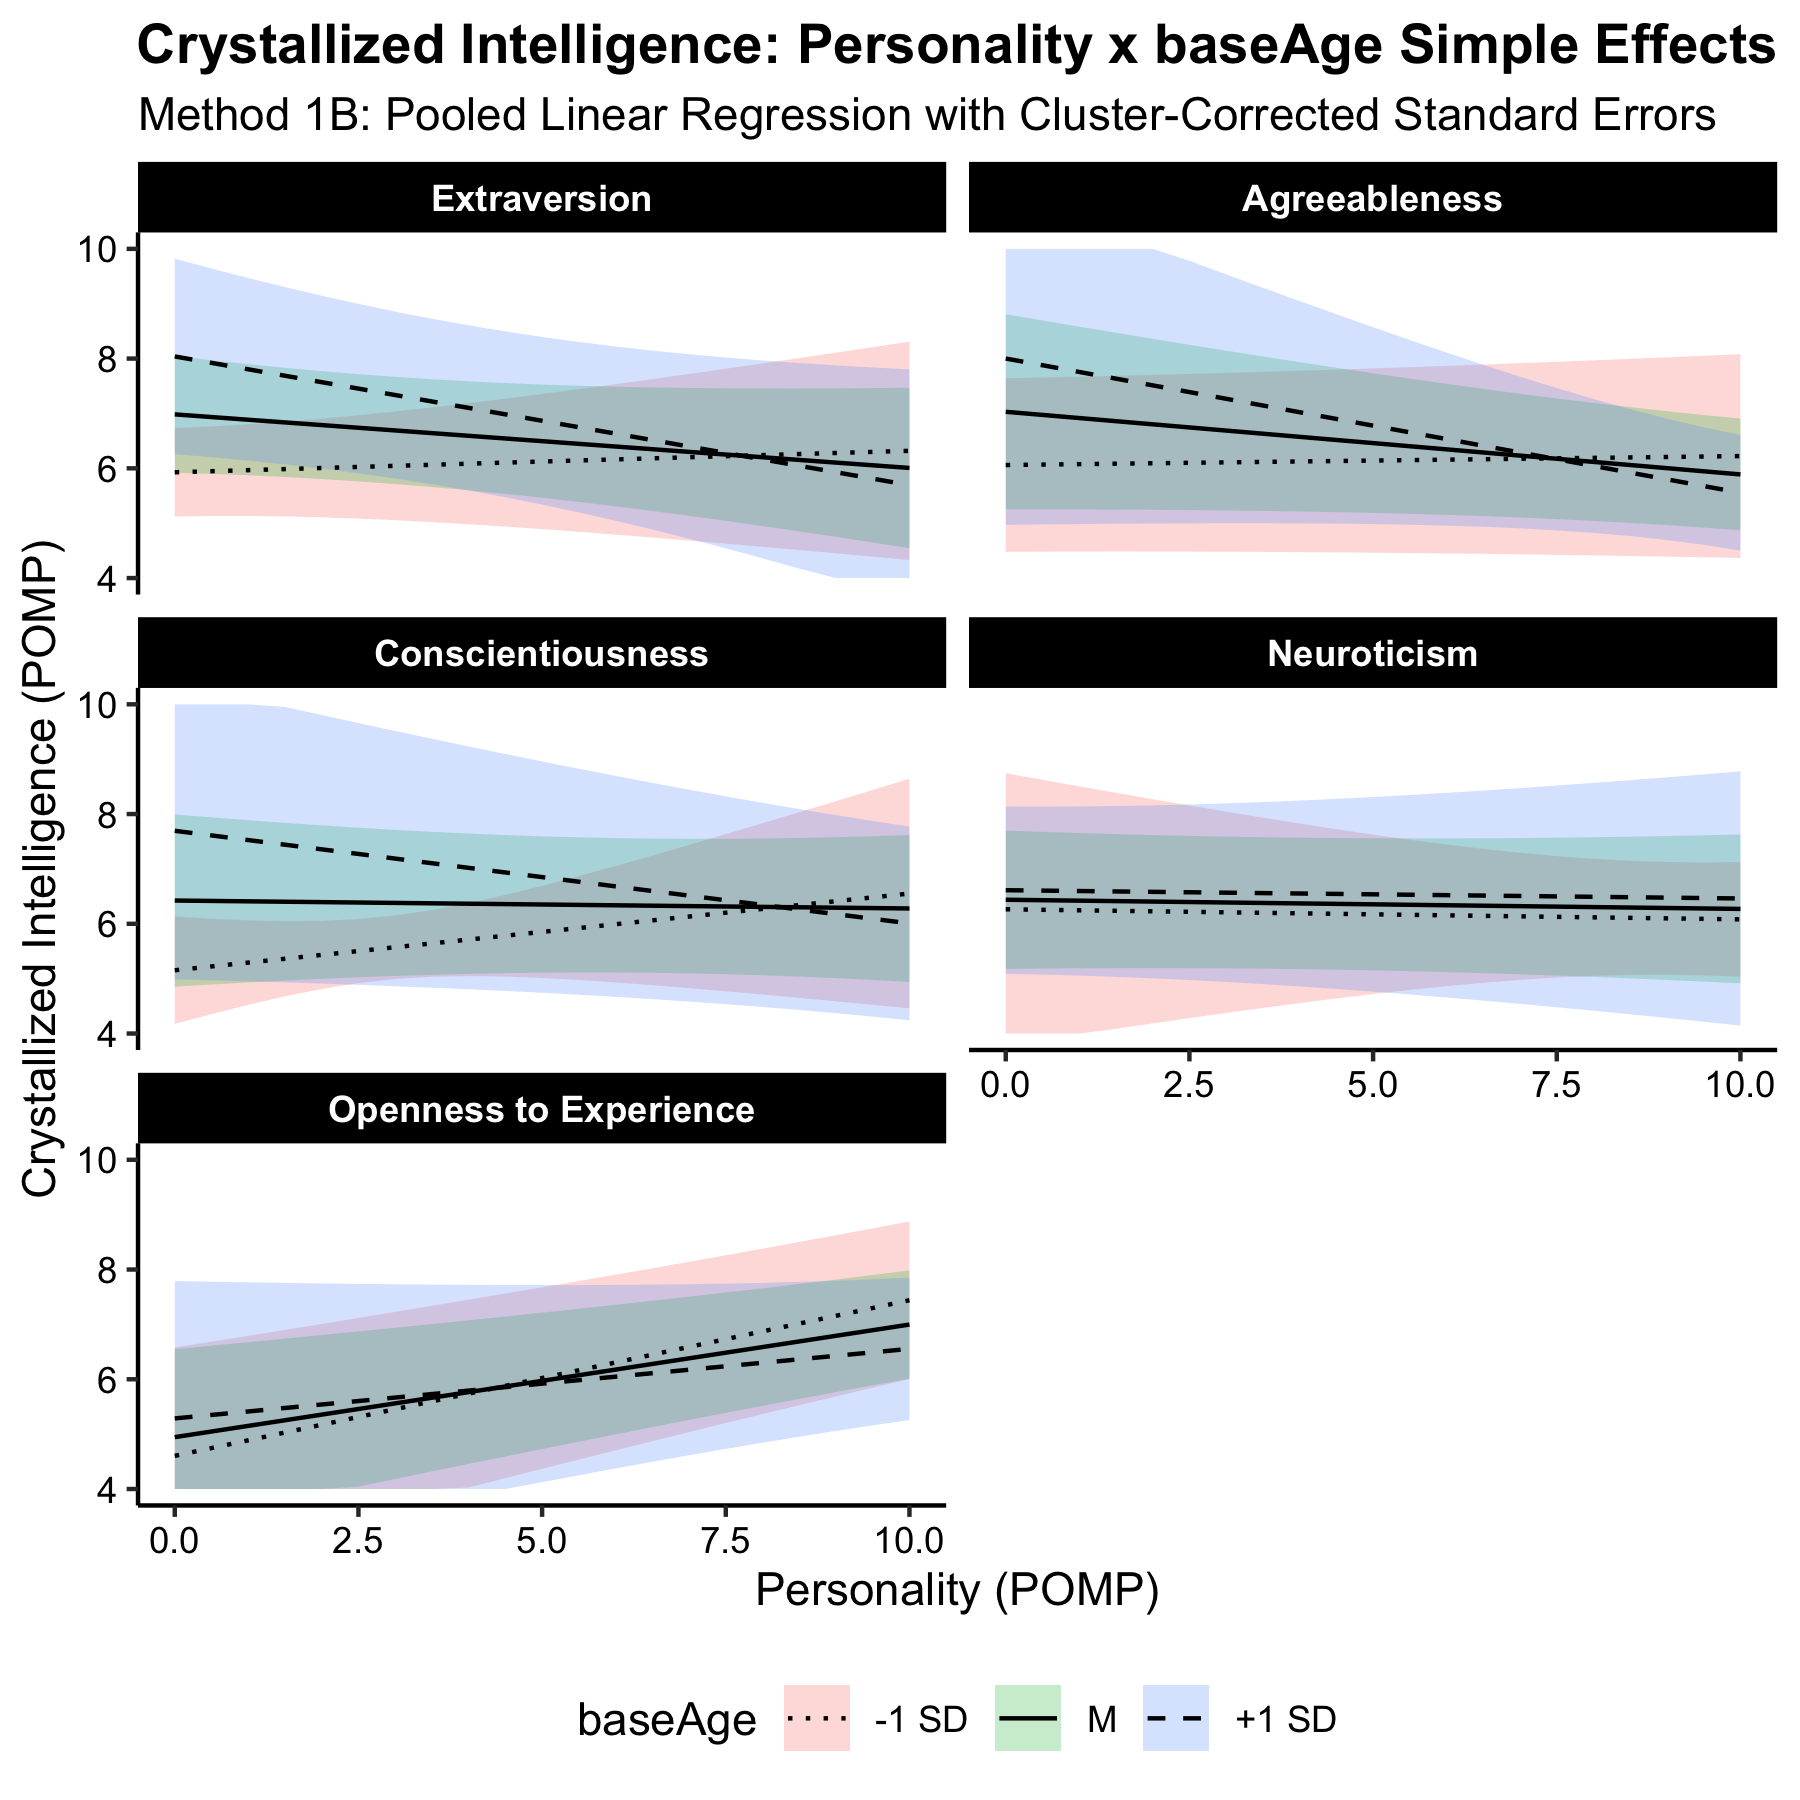 Crystallized Intelligence: Personality x baseAge Simple Effects
Method 1B: Pooled Linear Regression with Cluster-Corrected Standard Errors
Extraversion
Agreeableness
10
8
6
4
Conscientiousness
Neuroticism
10
8
6
4
0.0 2.5 5.0 7.5 10.0
Openness to Experience
10
8
6
4
0.0 2.5 5.0 7.5 10.0
Crystallized Intelligence (POMP)
Personality (POMP)
baseAge -1 SD M +1 SD